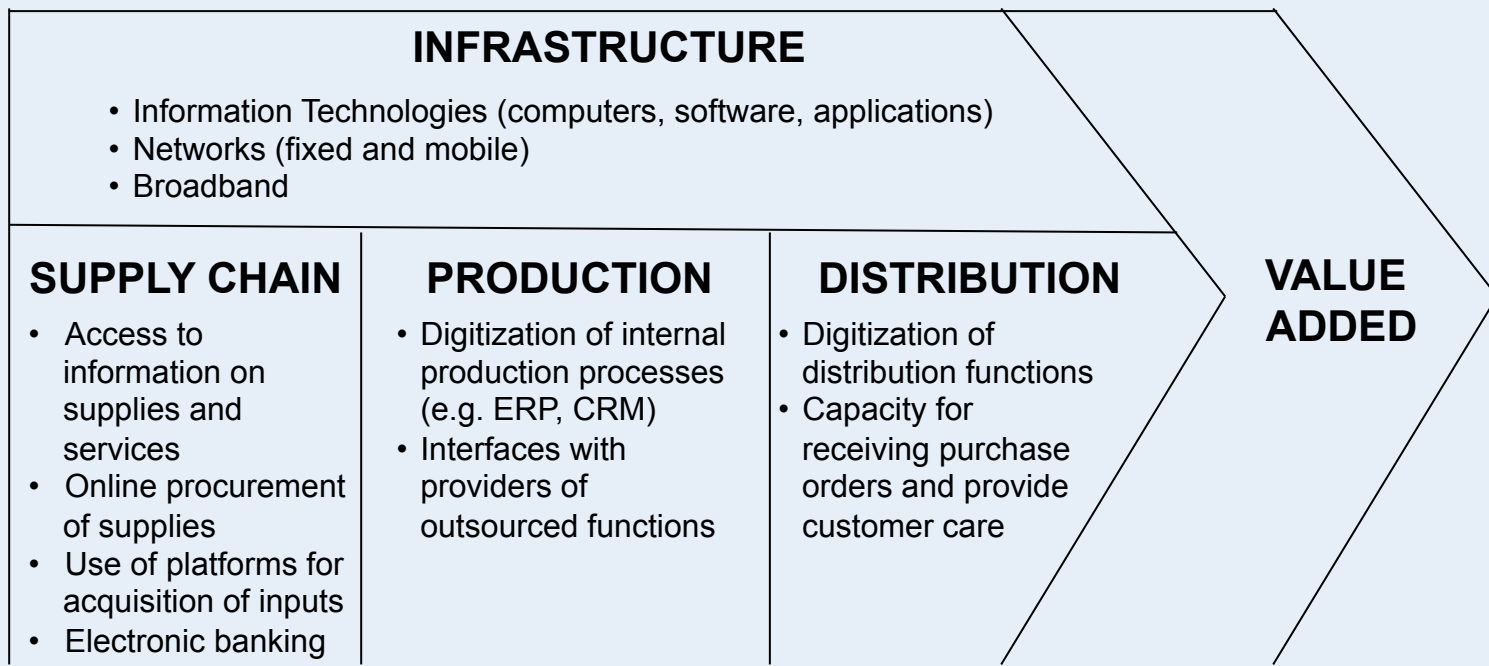 INFRASTRUCTURE
• Information Technologies (computers, software, applications)
• Networks (fixed and mobile)
• Broadband
SUPPLY CHAIN
• Access to
information on
supplies and
services
• Online procurement
of supplies
• Use of platforms for
acquisition of inputs
• Electronic banking
PRODUCTION
• Digitization of internal
production processes
(e.g. ERP, CRM)
• Interfaces with
providers of
outsourced functions
DISTRIBUTION
• Digitization of
distribution functions
• Capacity for
receiving purchase
orders and provide
customer care
VALUE
ADDED